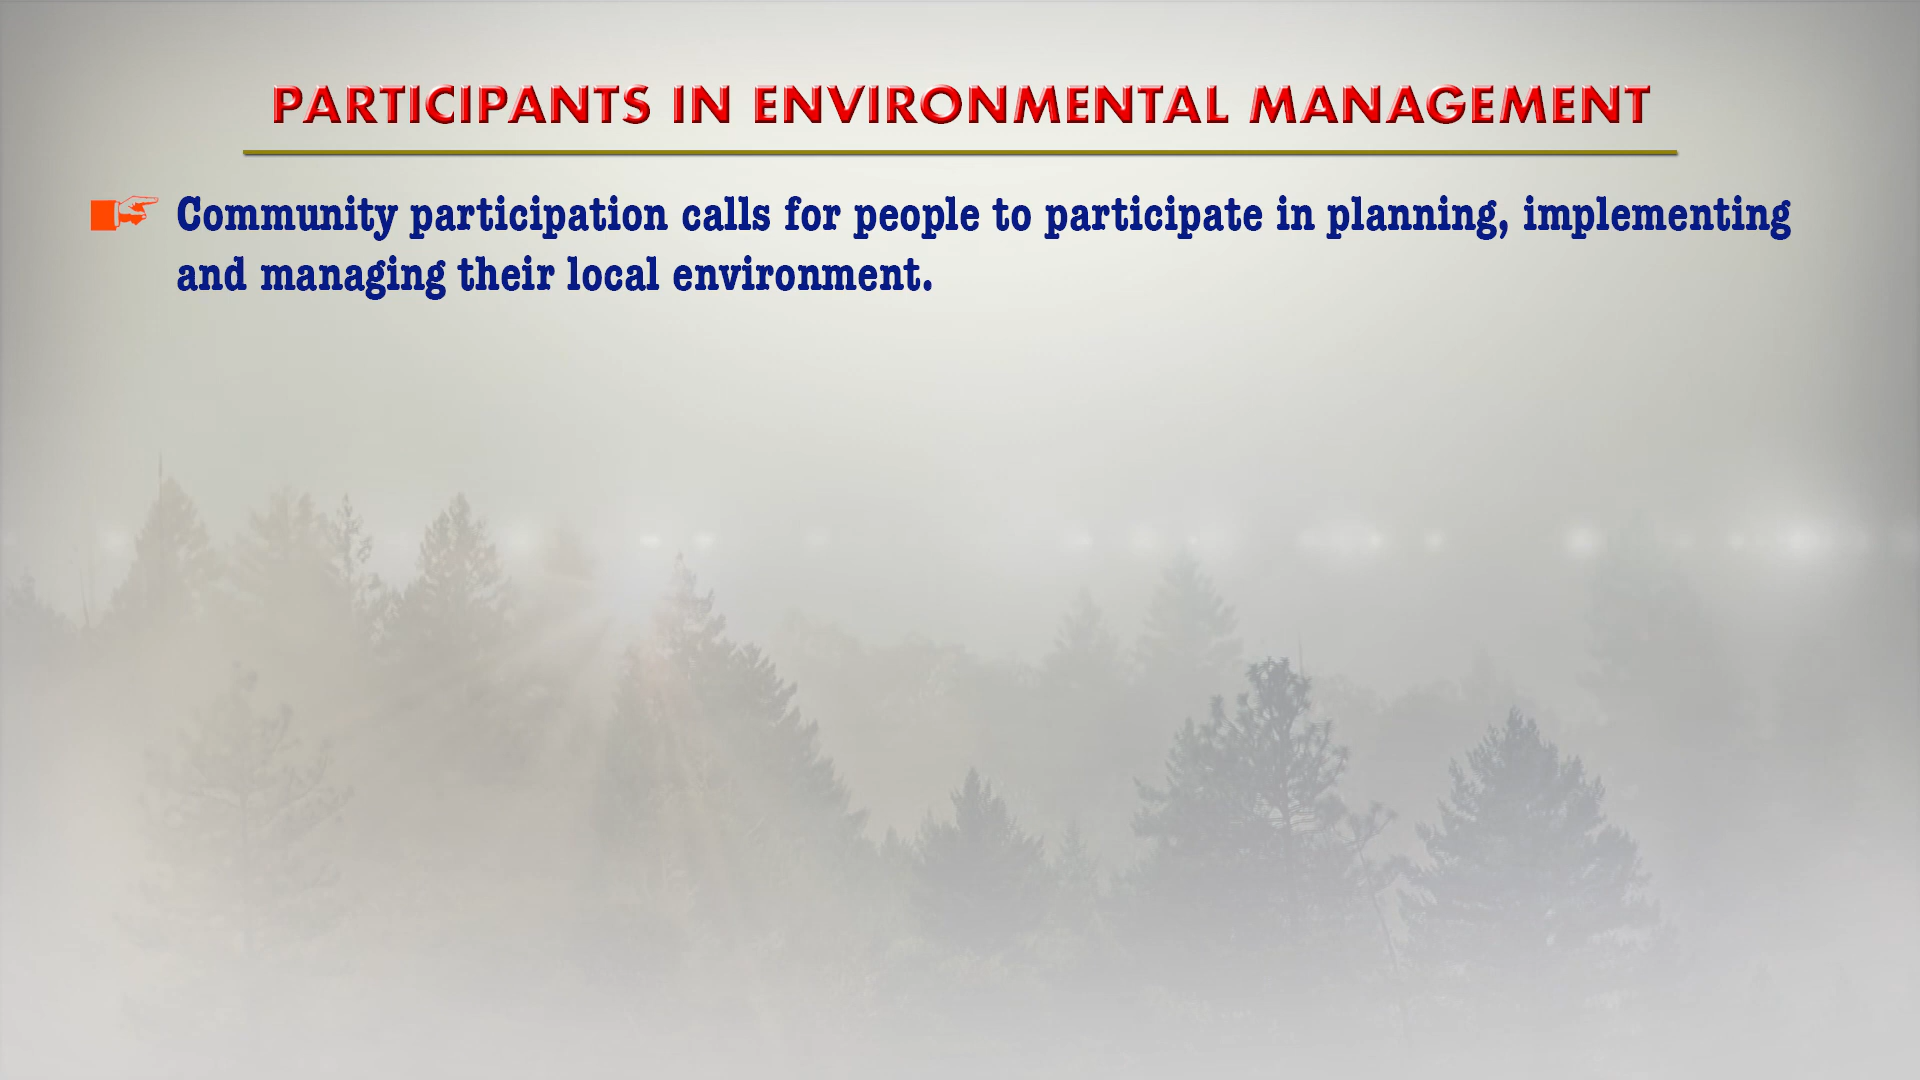 PARTICIPANTS IN ENVIRONMENTAL MANAGEMENT
Community participation calls for people to participate in planning, implementing
and managing their local environment.